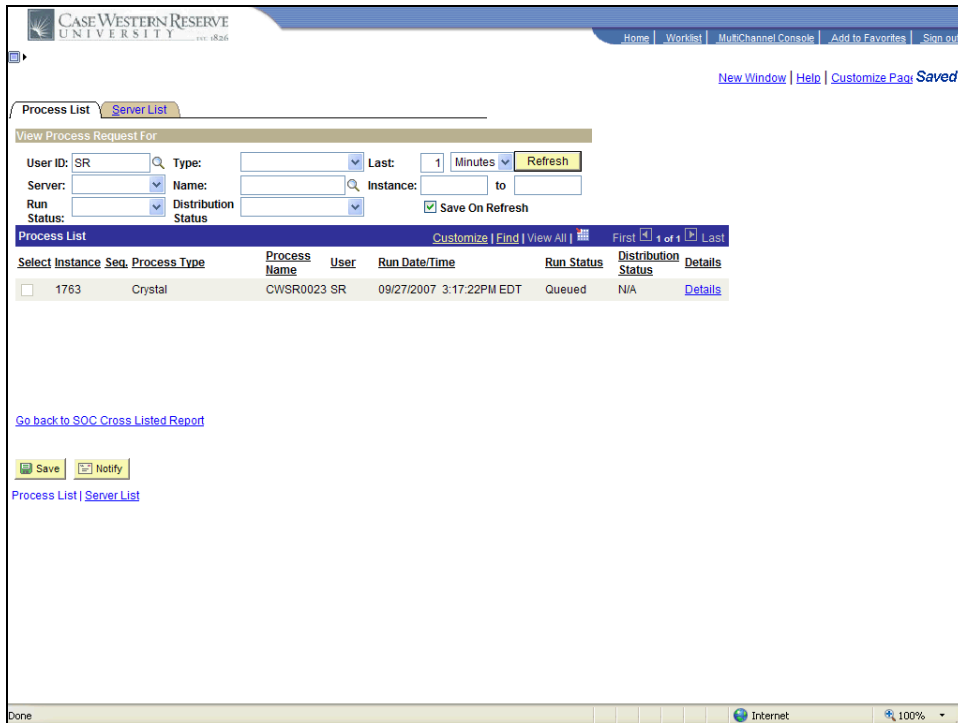 CASE WESTERN RESERVE
UNIVERSITY EST. 1826
Home | Worklist | MultiChannel Console | Add to Favorites | Sign out
New Window | Help | Customize Page Saved
Process List Server List
View Process Request For
User ID: SR Type: Last: 1 Minutes Refresh
Server: Name: Instance: to
Run Status: Distribution Status Save On Refresh
Process List Customize | Find | View All | First 1 of 1 Last
Select Instance Seq. Process Type Process Name User Run Date/Time Run Status Distribution Status Details
1763 Crystal CWSR0023 SR 09/27/2007 3:17:22PM EDT Queued N/A Details
Go back to SOC Cross Listed Report
Save Notify
Process List | Server List
Done Internet 100%